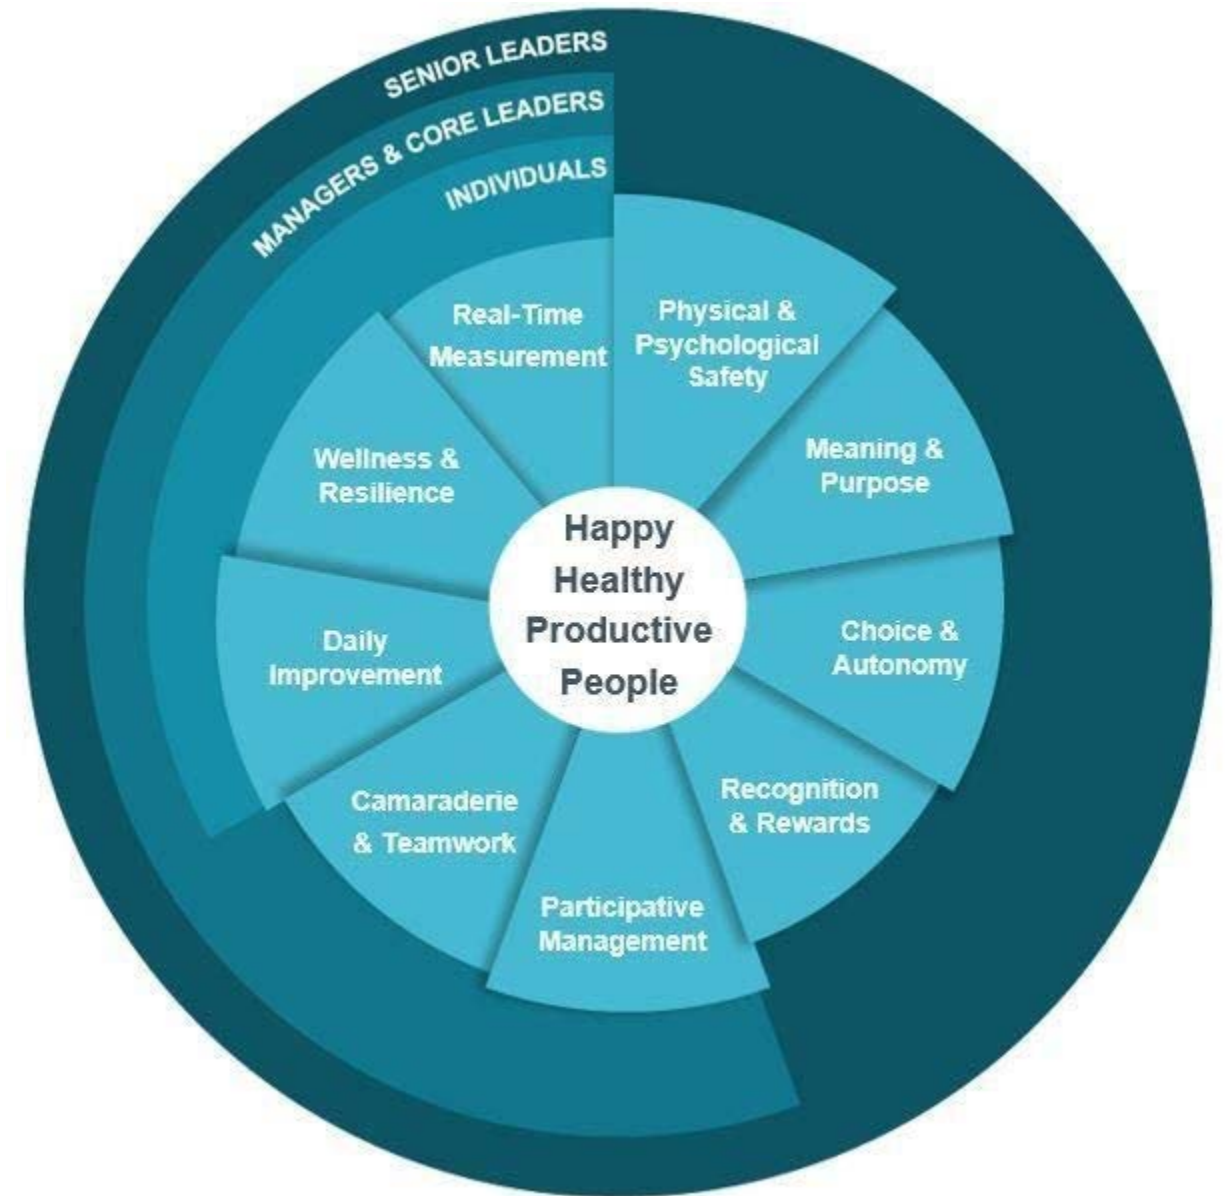 SENIOR LEADERS
MANAGERS & CORE LEADERS
INDIVIDUALS
Real-Time
Measurement
Physical &
Psychological
Safety
Meaning &
Purpose
Choice &
Autonomy
Recognition
& Rewards
Participative
Management
Camaraderie
& Teamwork
Daily
Improvement
Wellness &
Resilience
Happy
Healthy
Productive
People